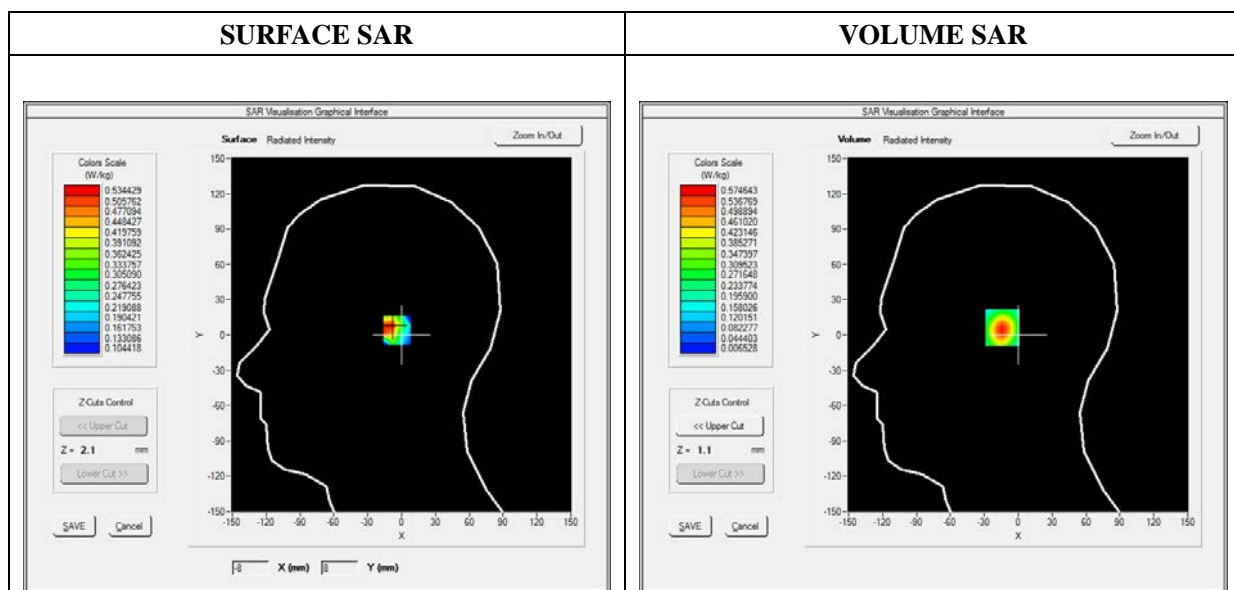 SURFACE SAR
VOLUME SAR
SAR Visualisation Graphical Interface
Surface Radiated Intensity
Zoom In/Out
Colors Scale
(W/kg)
0.534429
0.505762
0.477094
0.448427
0.419759
0.391092
0.362425
0.333757
0.305090
0.276423
0.247755
0.219088
0.190421
0.161753
0.133086
0.104418
Z-Cuts Control
<< Upper Cut
Z = 2.1 mm
Lower Cut >>
SAVE Cancel
150
120
90
60
30
0
-30
-60
-90
-120
-150
Y
-150 -120 -90 -60 -30 0 30 60 90 120 150
X
-8 X (mm) 8 Y (mm)
SAR Visualisation Graphical Interface
Volume Radiated Intensity
Zoom In/Out
Colors Scale
(W/kg)
0.574643
0.536769
0.498894
0.461020
0.423146
0.385271
0.347397
0.309523
0.271648
0.233774
0.195900
0.158026
0.120151
0.082277
0.044403
0.006528
Z-Cuts Control
<< Upper Cut
Z = 1.1 mm
Lower Cut >>
SAVE Cancel
150
120
90
60
30
0
-30
-60
-90
-120
-150
Y
-150 -120 -90 -60 -30 0 30 60 90 120 150
X